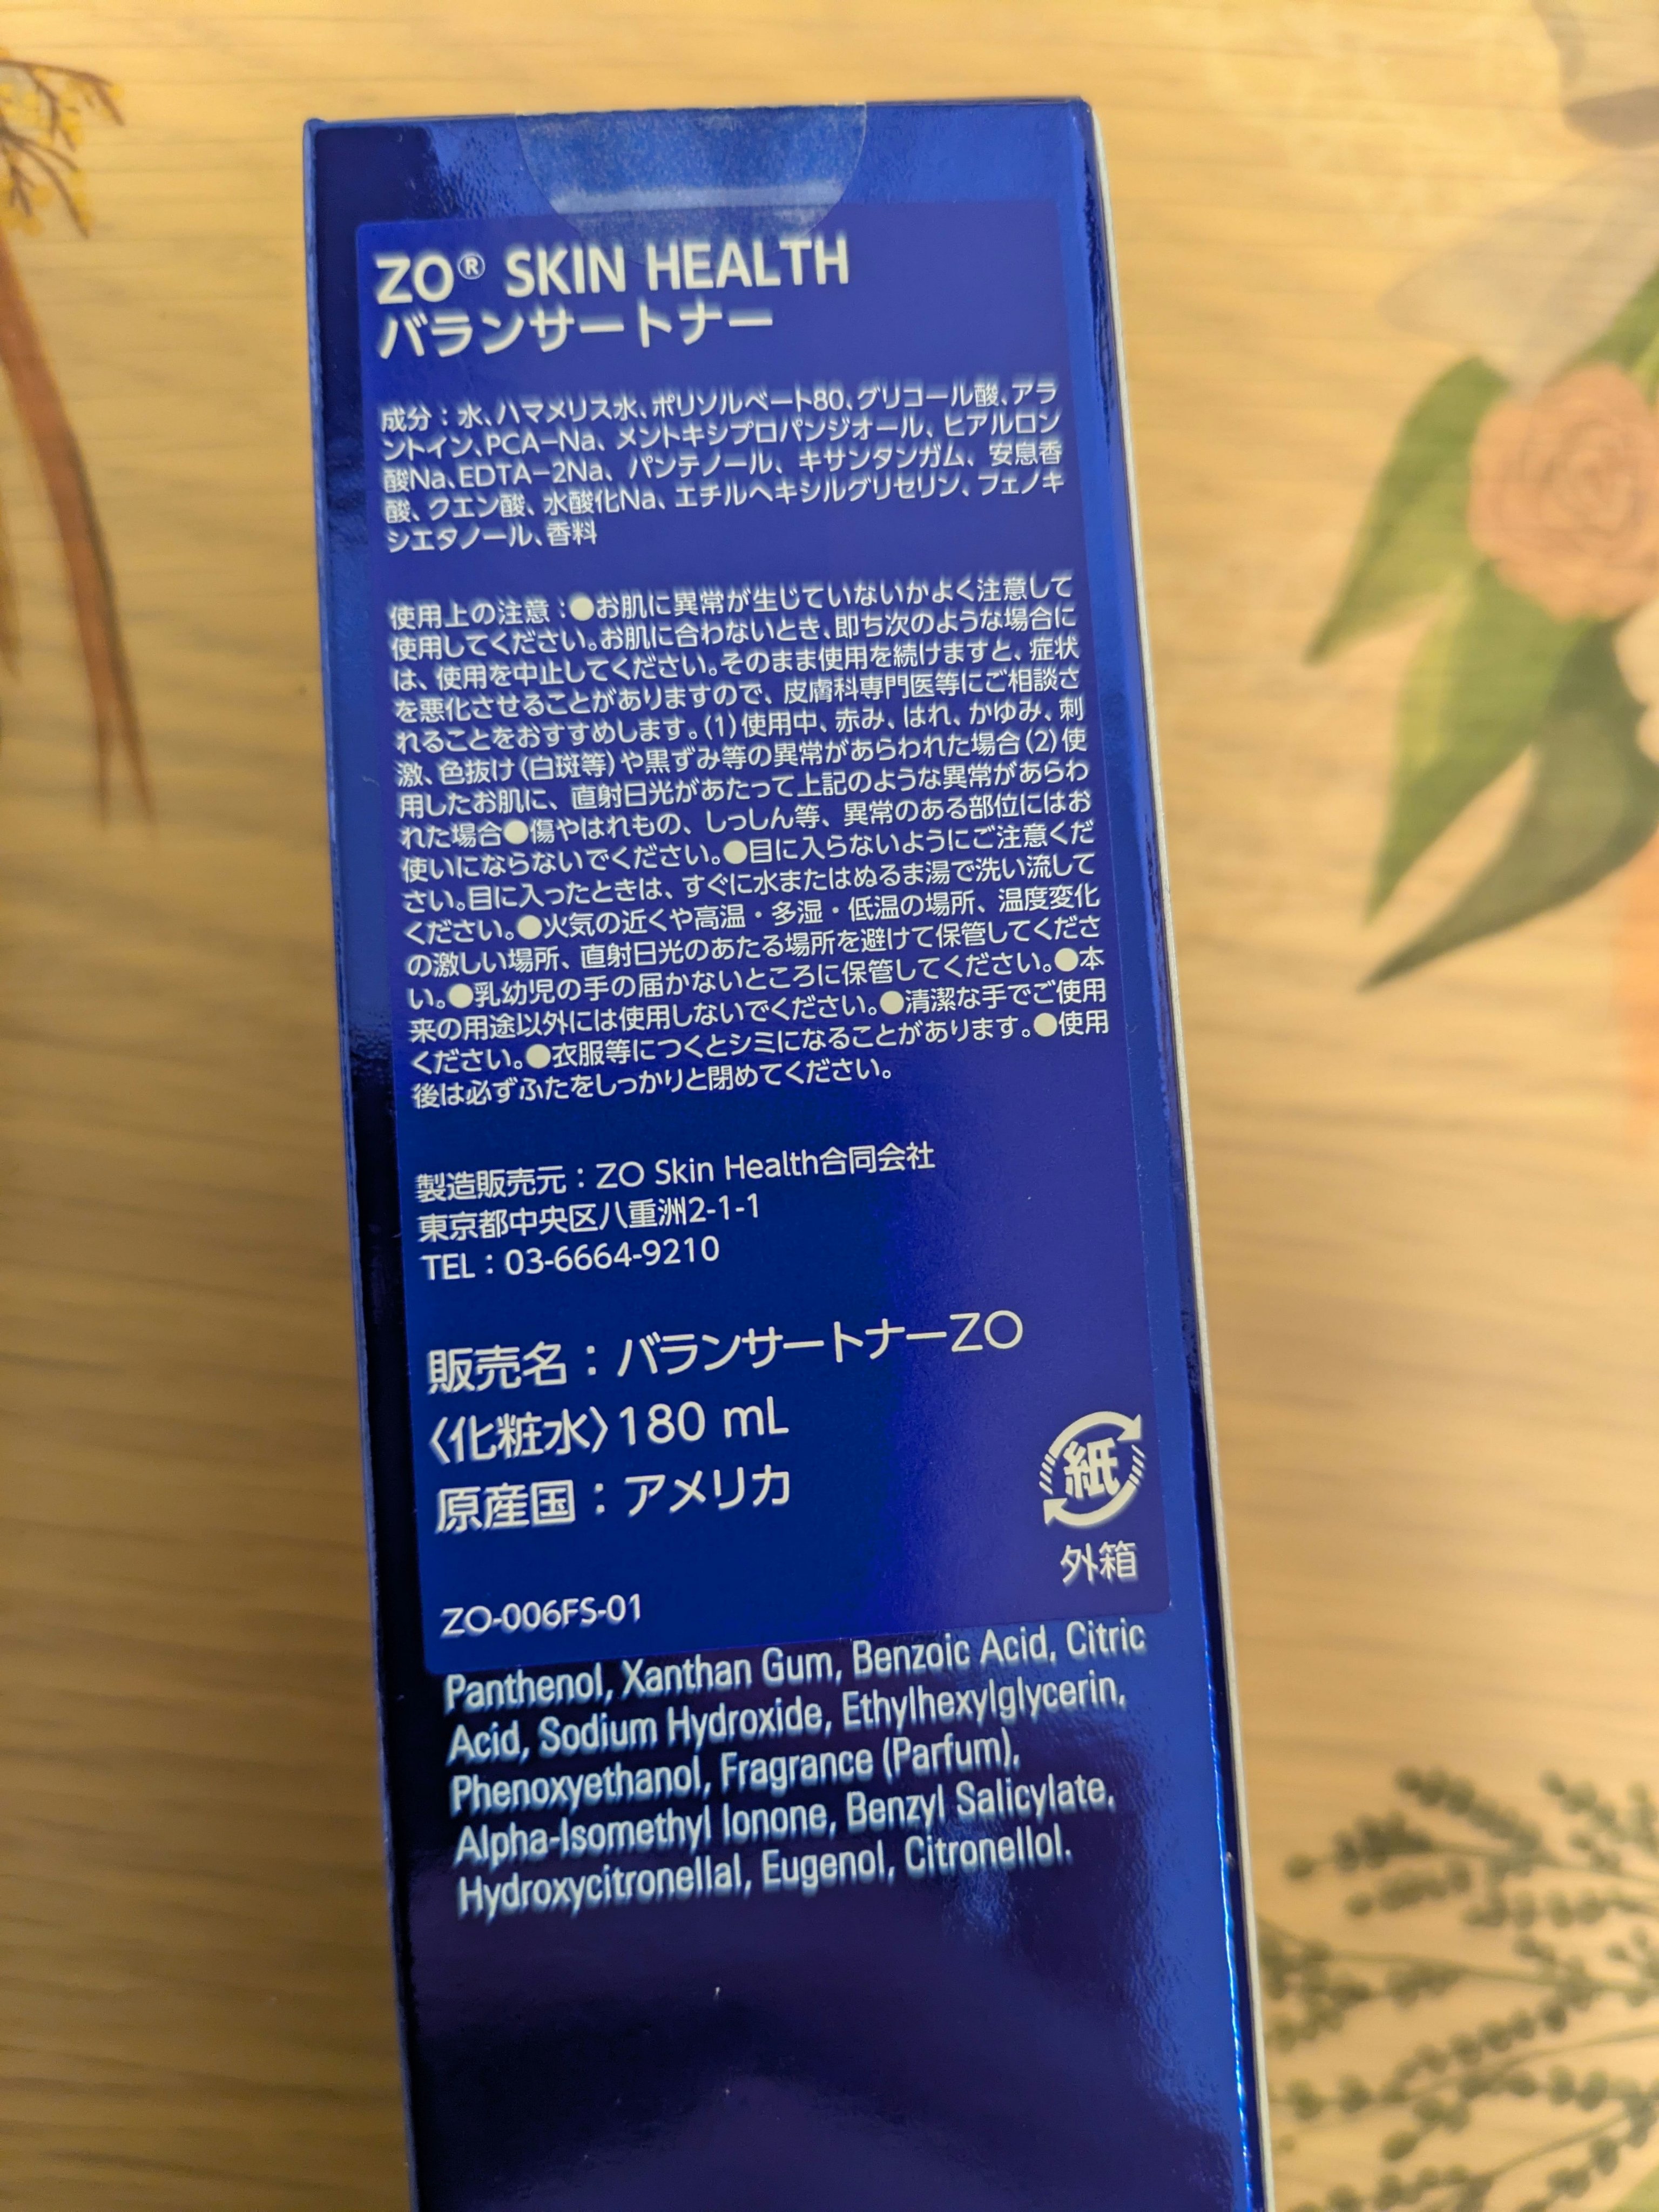 ZO® SKIN HEALTH
バランサートナー
成分：水、ハマメリス水、ポリソルベート80、グリコール酸、アラ
ントイン、PCA−Na、メントキシプロパンジオール、ヒアルロン
酸Na、EDTA−2Na、パンテノール、キサンタンガム、安息香
酸、クエン酸、水酸化Na、エチルヘキシルグリセリン、フェノキ
シエタノール、香料
使用上の注意：●お肌に異常が生じていないかよく注意して
使用してください。お肌に合わないとき、即ち次のような場合に
は、使用を中止してください。そのまま使用を続けますと、症状
を悪化させることがありますので、皮膚科専門医等にご相談さ
れることをおすすめします。(1)使用中、赤み、はれ、かゆみ、刺
激、色抜け（白斑等）や黒ずみ等の異常があらわれた場合(2)使
用したお肌に、直射日光があたって上記のような異常があらわ
れた場合●傷やはれもの、しっしん等、異常のある部位にはお
使いにならないでください。●目に入らないようにご注意くだ
さい。目に入ったときは、すぐに水またはぬるま湯で洗い流して
ください。●火気の近くや高温・多湿・低温の場所、温度変化
の激しい場所、直射日光のあたる場所を避けて保管してくださ
い。●乳幼児の手の届かないところに保管してください。●本
来の用途以外には使用しないでください。●清潔な手でご使用
ください。●衣服等につくとシミになることがあります。●使用
後は必ずふたをしっかりと閉めてください。
製造販売元：ZO Skin Health合同会社
東京都中央区八重洲2-1-1
TEL：03-6664-9210
販売名：バランサートナーZO
〈化粧水〉180 mL
原産国：アメリカ
紙
外箱
ZO-006FS-01
Panthenol, Xanthan Gum, Benzoic Acid, Citric
Acid, Sodium Hydroxide, Ethylhexylglycerin,
Phenoxyethanol, Fragrance (Parfum),
Alpha-Isomethyl Ionone, Benzyl Salicylate,
Hydroxycitronellal, Eugenol, Citronellol.